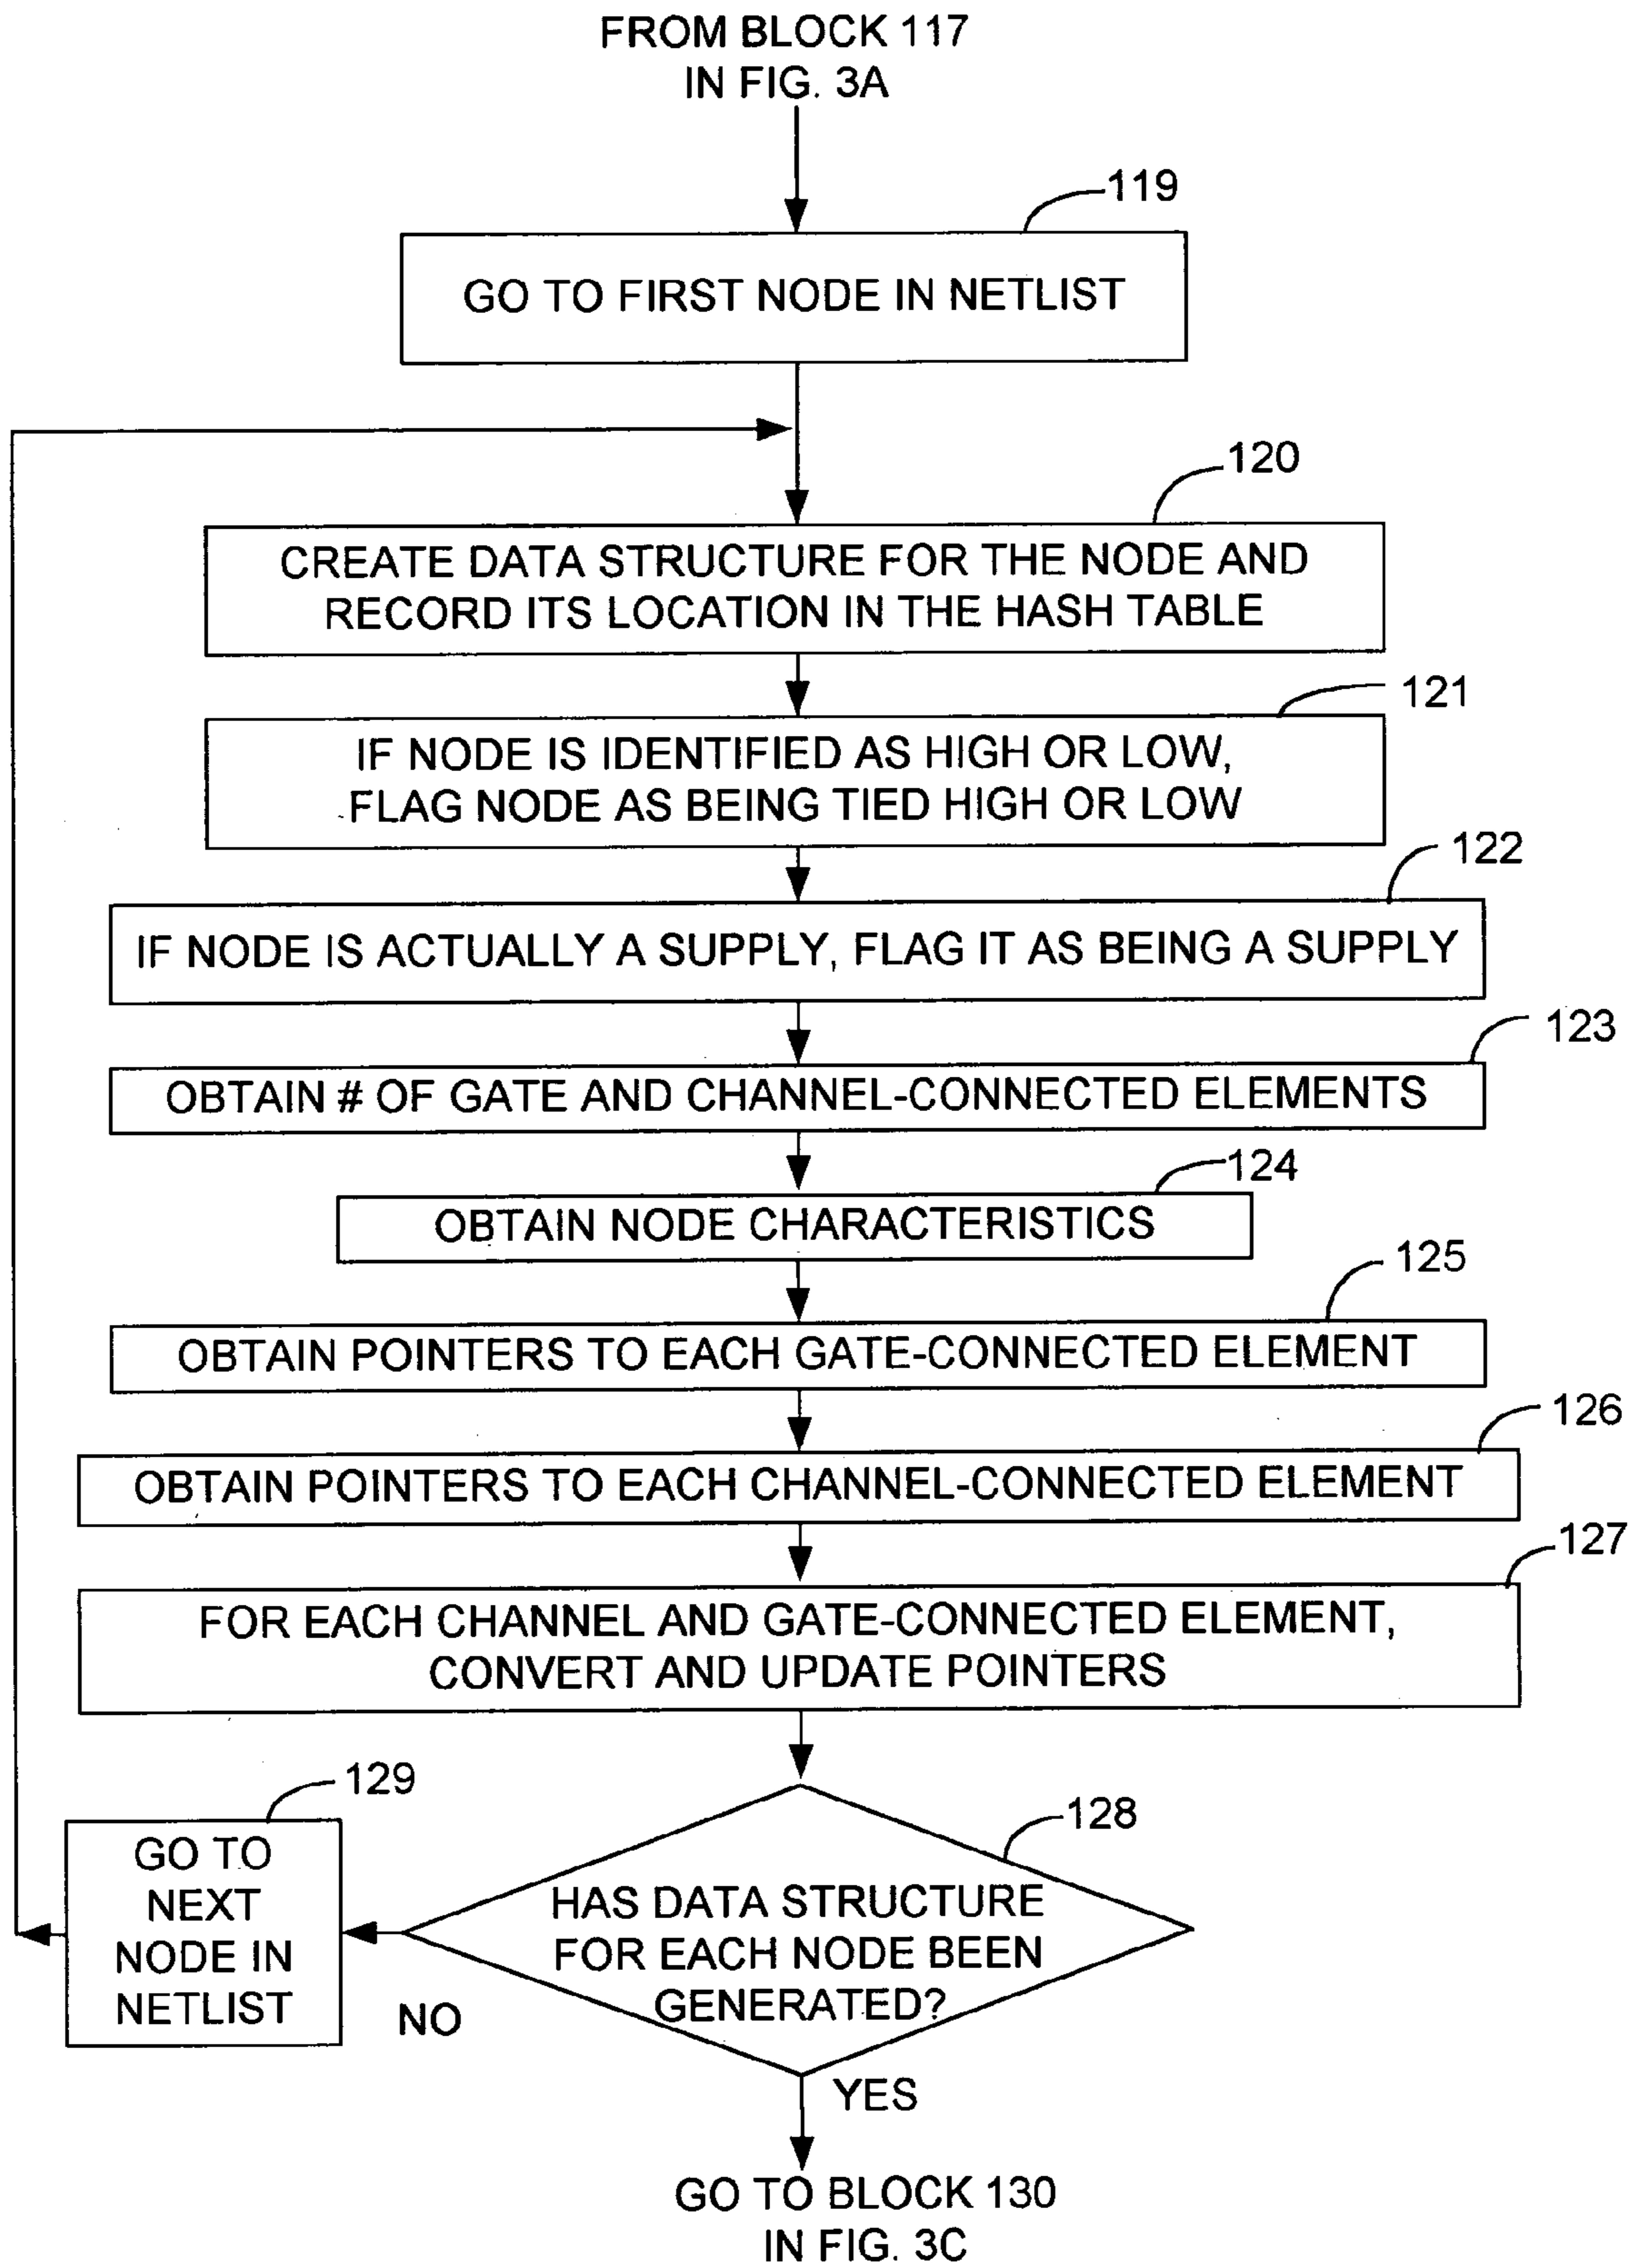 FROM BLOCK 117
IN FIG. 3A
119
GO TO FIRST NODE IN NETLIST
120
CREATE DATA STRUCTURE FOR THE NODE AND
RECORD ITS LOCATION IN THE HASH TABLE
121
IF NODE IS IDENTIFIED AS HIGH OR LOW,
FLAG NODE AS BEING TIED HIGH OR LOW
122
IF NODE IS ACTUALLY A SUPPLY, FLAG IT AS BEING A SUPPLY
123
OBTAIN # OF GATE AND CHANNEL-CONNECTED ELEMENTS
124
OBTAIN NODE CHARACTERISTICS
125
OBTAIN POINTERS TO EACH GATE-CONNECTED ELEMENT
126
OBTAIN POINTERS TO EACH CHANNEL-CONNECTED ELEMENT
127
FOR EACH CHANNEL AND GATE-CONNECTED ELEMENT,
CONVERT AND UPDATE POINTERS
128
HAS DATA STRUCTURE
FOR EACH NODE BEEN
GENERATED?
129
GO TO
NEXT
NODE IN
NETLIST
NO
YES
GO TO BLOCK 130
IN FIG. 3C